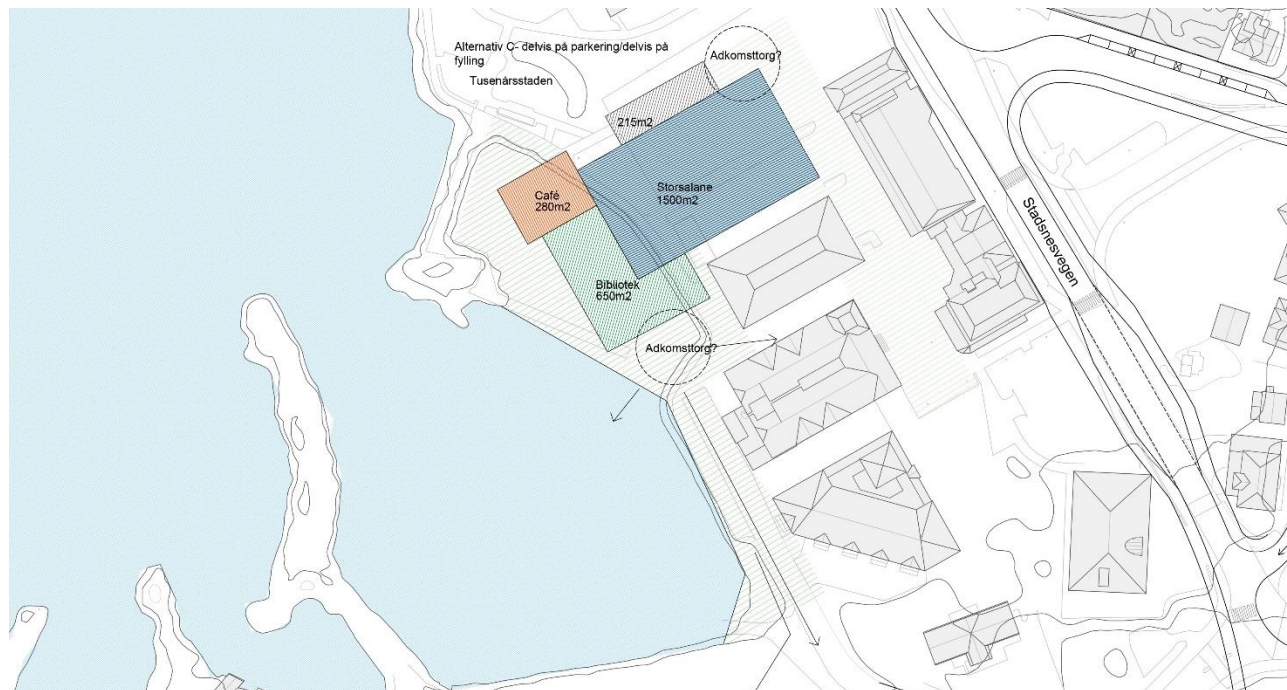 Alternativ C- delvis på parkering/delvis på
fylling
Tusenårsstaden
Adkomsttorg?
215m2
Storsalane
1500m2
Café
280m2
Bibliotek
650m2
Adkomsttorg?
Stadsnesvegen